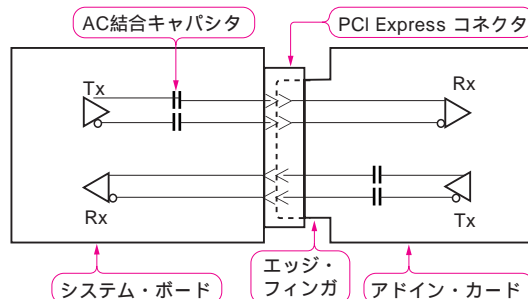 AC結合キャパシタ
PCI Express コネクタ
Tx
Rx
Rx
Tx
システム・ボード
エッジ・
フィンガ
アドイン・カード